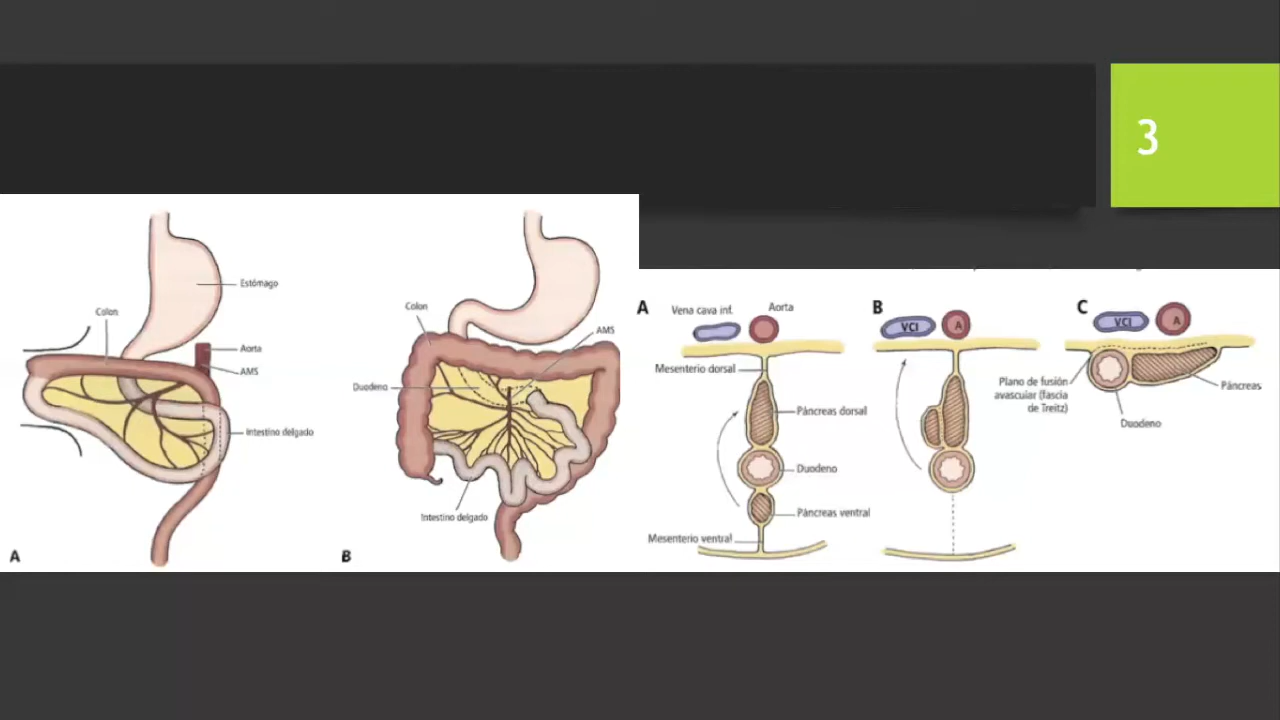 3
Estómago
Colon
Aorta
AMS
Intestino delgado
A
Colon
AMS
Duodeno
Intestino delgado
B
A
Vena cava inf.
Aorta
Mesenterio dorsal
Páncreas dorsal
Duodeno
Páncreas ventral
Mesenterio ventral
B
VCI
A
C
VCI
A
Plano de fusión
avascular (fascia
de Treitz)
Páncreas
Duodeno